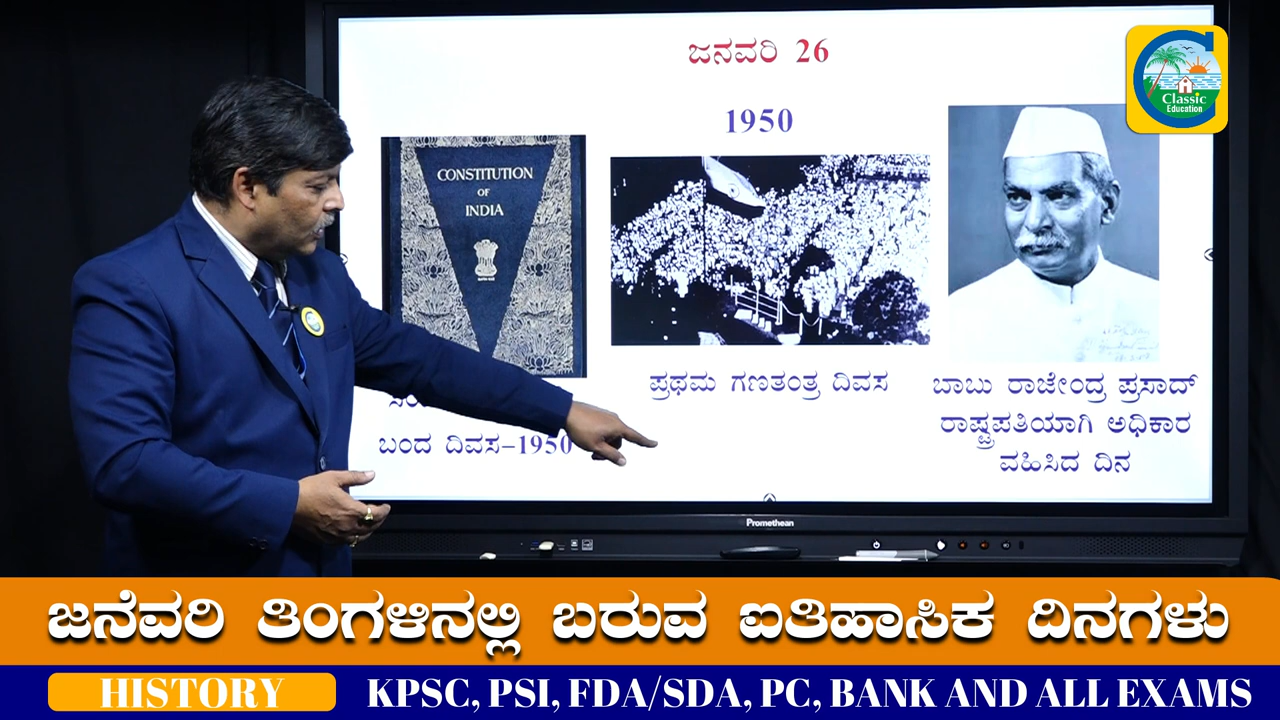 ಜನವರಿ 26
Classic
Education
1950
CONSTITUTION
OF
INDIA
ಪ್ರಥಮ ಗಣತಂತ್ರ ದಿವಸ
ಬಾಬು ರಾಜೇಂದ್ರ ಪ್ರಸಾದ್
ರಾಷ್ಟ್ರಪತಿಯಾಗಿ ಅಧಿಕಾರ
ವಹಿಸಿದ ದಿನ
ಬಂದ ದಿವಸ–1950
Promethean
ಜನೆವರಿ ತಿಂಗಳಿನಲ್ಲಿ ಬರುವ ಐತಿಹಾಸಿಕ ದಿನಗಳು
HISTORY
KPSC, PSI, FDA/SDA, PC, BANK AND ALL EXAMS